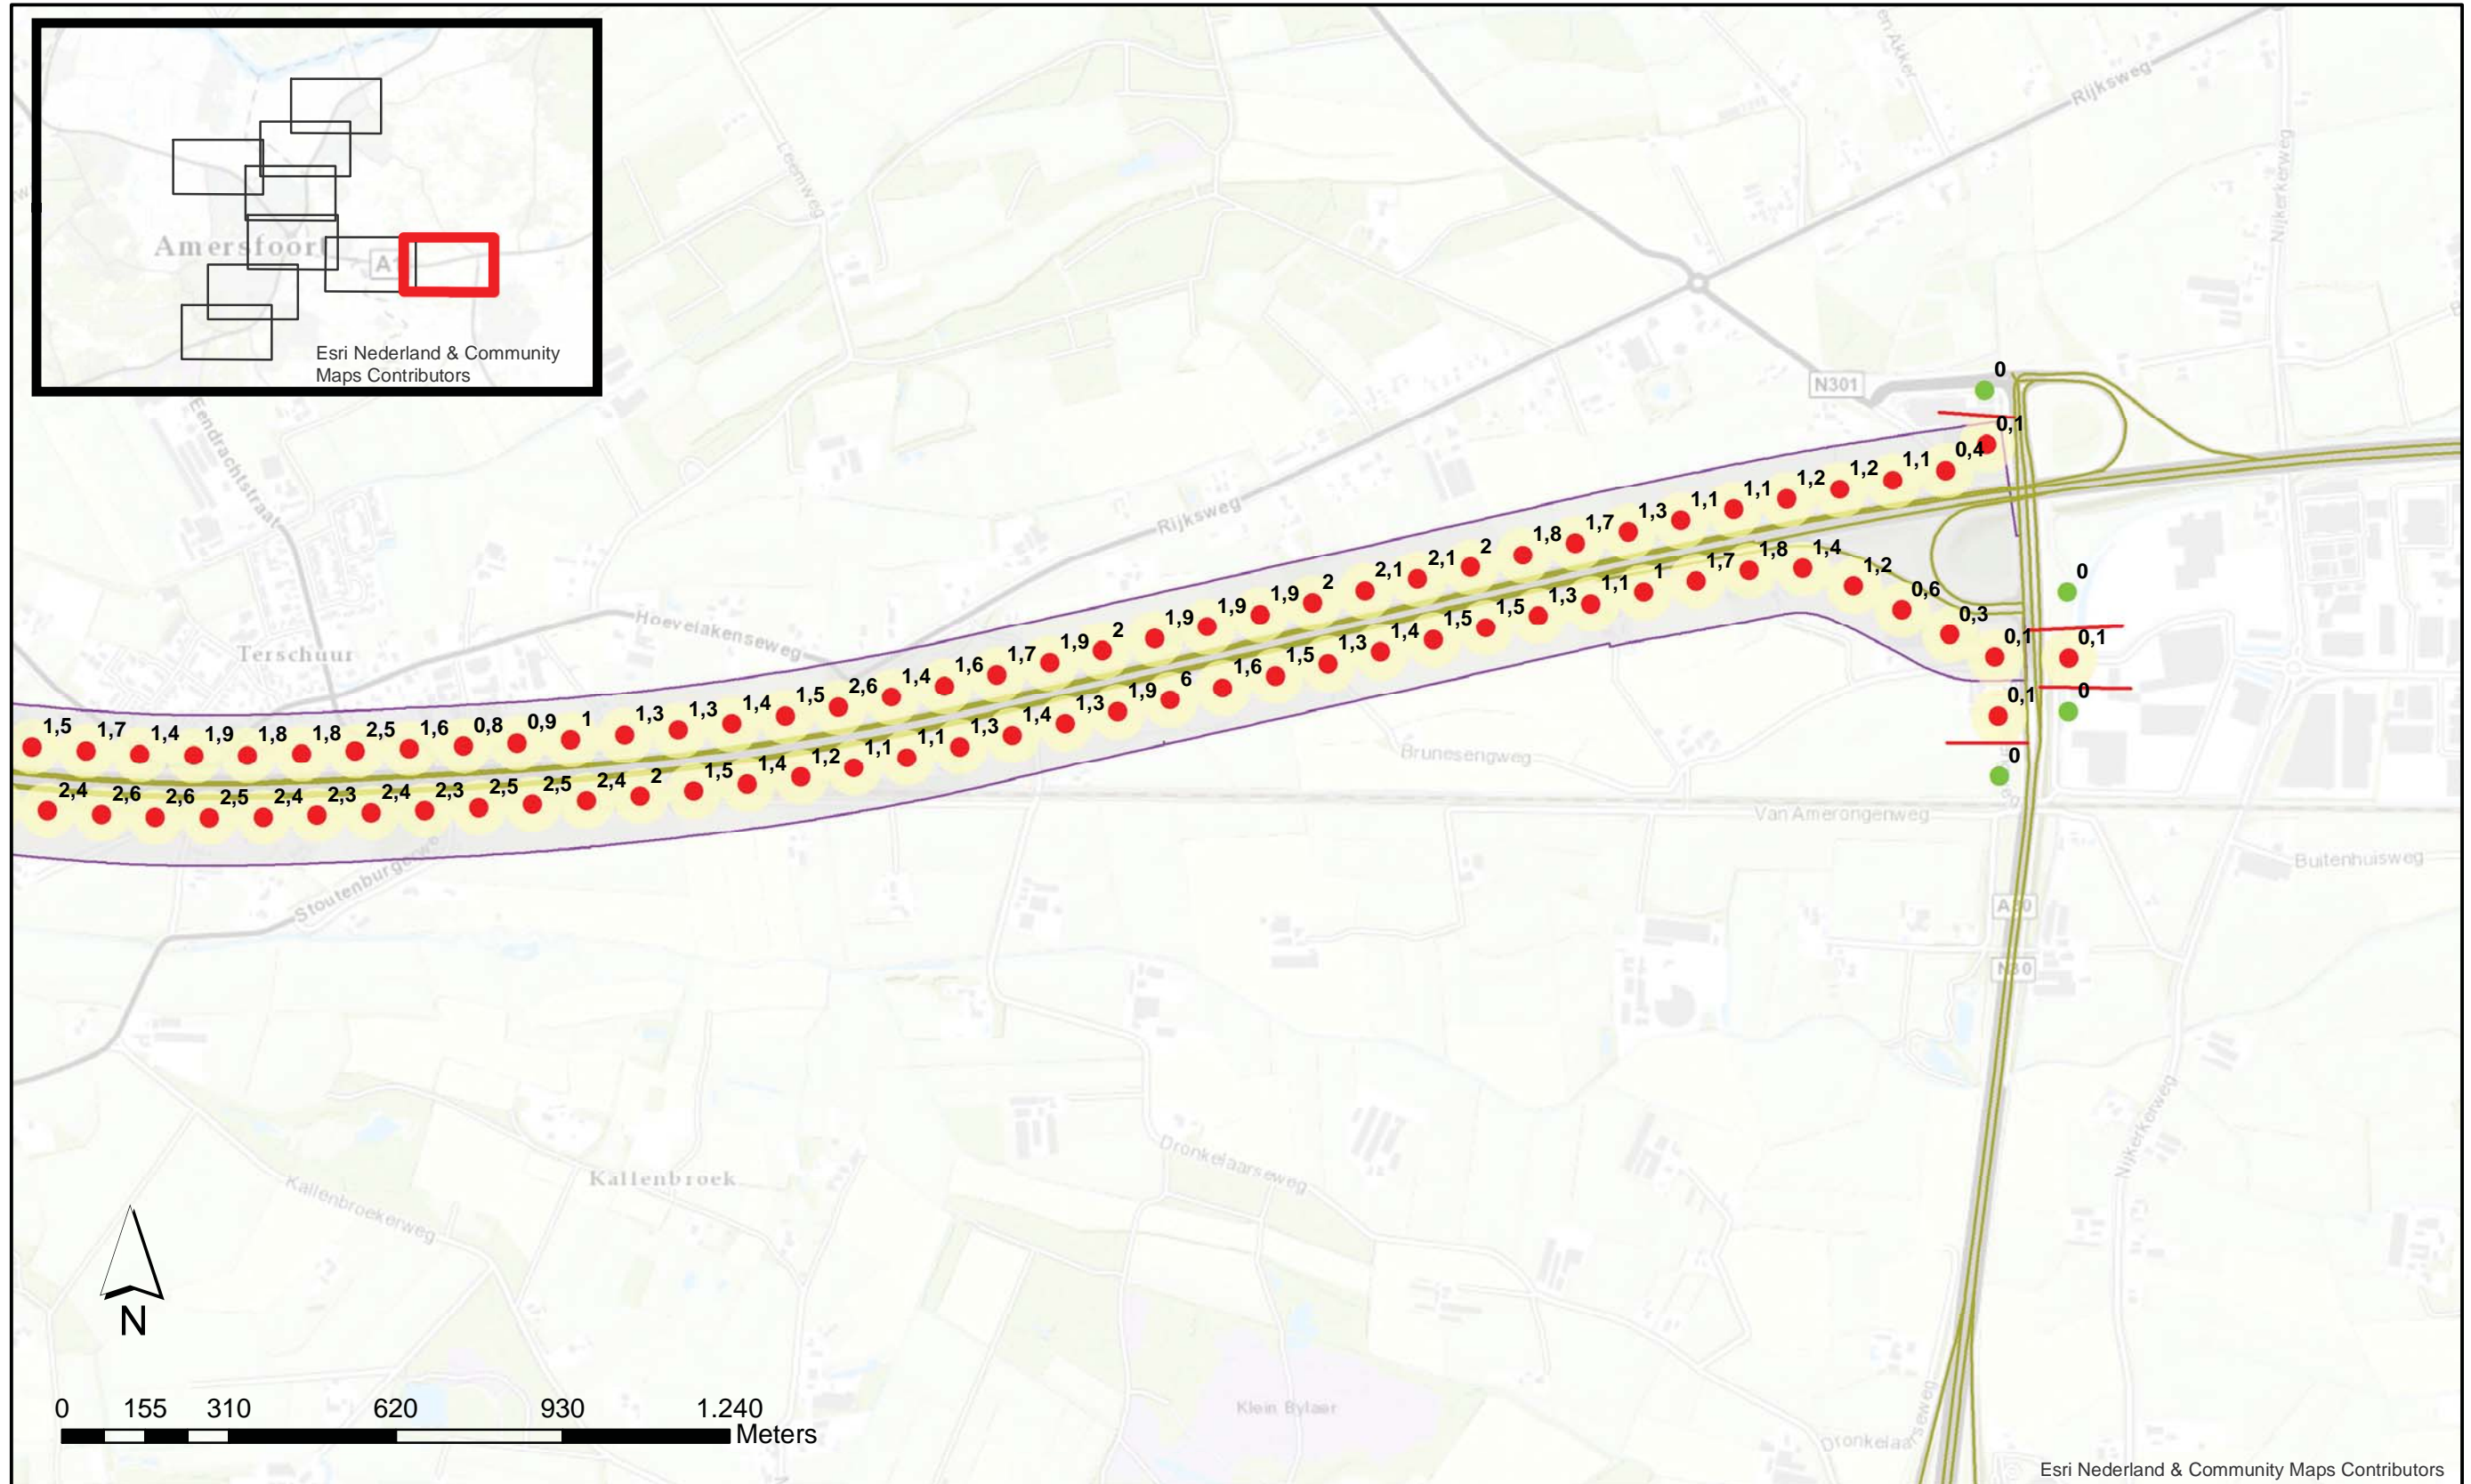 Amersfoort
A1
Esri Nederland & Community
Maps Contributors
Rijksweg
Leemweg
Nijkerkerweg
N301
Eendrachtstraat
Rijksweg
Hoevelakenseweg
Terschuur
0
0,1
0,4
1,1
1,2
1,2
1,1
1,1
1,3
1,7
1,8
2
2,1
2,1
2
1,9
1,9
1,9
2
1,9
1,7
1,6
1,4
2,6
1,5
1,4
1,3
1,3
1
0,9
0,8
1,6
2,5
1,8
1,8
1,9
1,4
1,7
1,5
2,4
2,6
2,6
2,5
2,4
2,3
2,4
2,3
2,5
2,5
2,4
2
1,5
1,4
1,2
1,1
1,1
1,3
1,4
1,3
1,9
6
1,6
1,5
1,3
1,4
1,5
1,5
1,3
1,1
1
1,7
1,8
1,4
1,2
0,6
0,3
0,1
0,1
0
0
0,1
0
Brunesengweg
Van Amerongenweg
Buitenhuisweg
Stoutenburgerwe
A30
N30
Kallenbroek
Kallenbroekerweg
Dronkelaarseweg
Nijkerkerweg
Klein Bylaer
Dronkelaarseweg
N
0 155 310 620 930 1.240
Meters
Esri Nederland & Community Maps Contributors